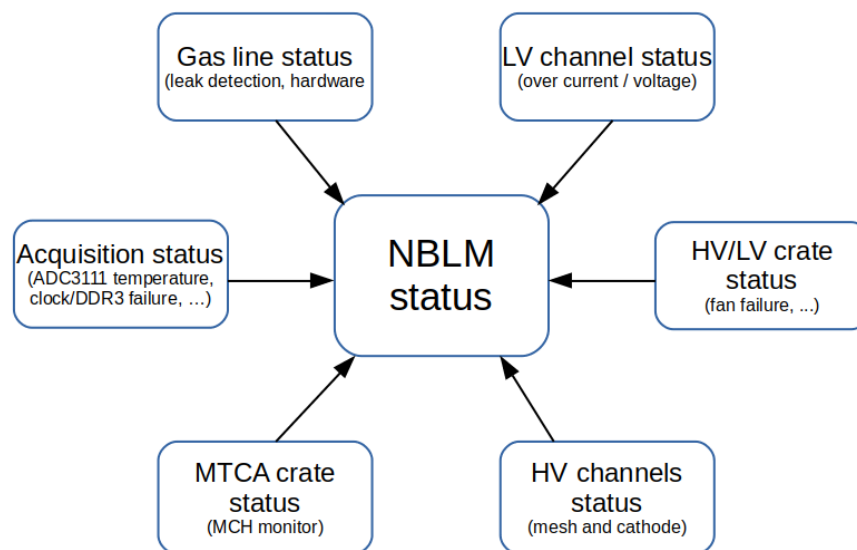 Gas line status
(leak detection, hardware
LV channel status
(over current / voltage)
NBLM
status
Acquisition status
(ADC3111 temperature,
clock/DDR3 failure, …)
HV/LV crate
status
(fan failure, ...)
MTCA crate
status
(MCH monitor)
HV channels
status
(mesh and cathode)